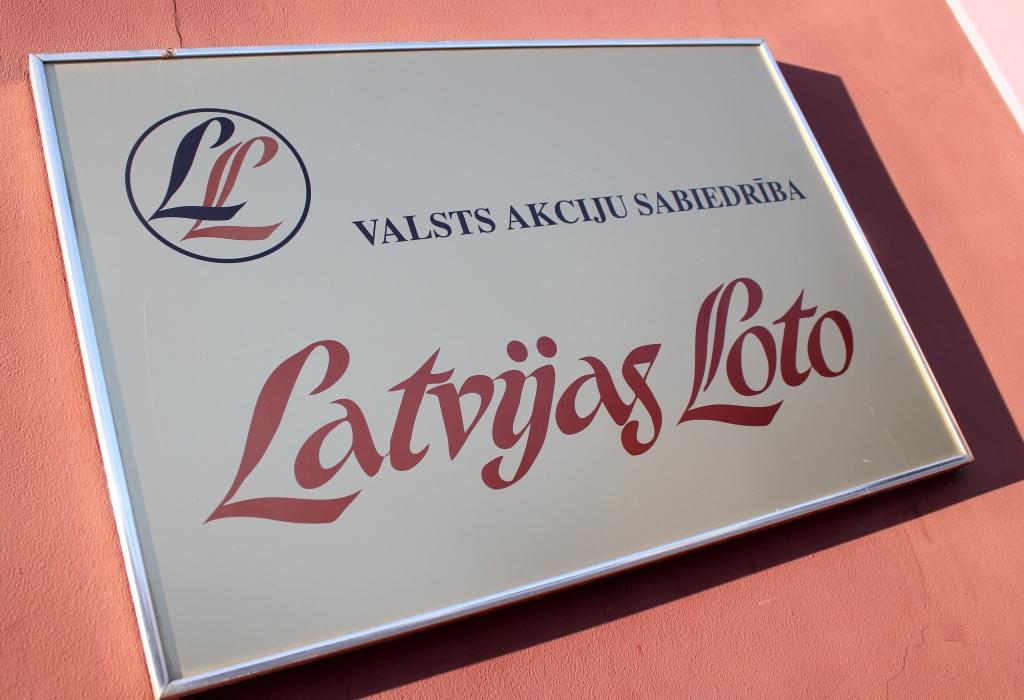 LL
VALSTS AKCIJU SABIEDRĪBA
Latvijas Loto